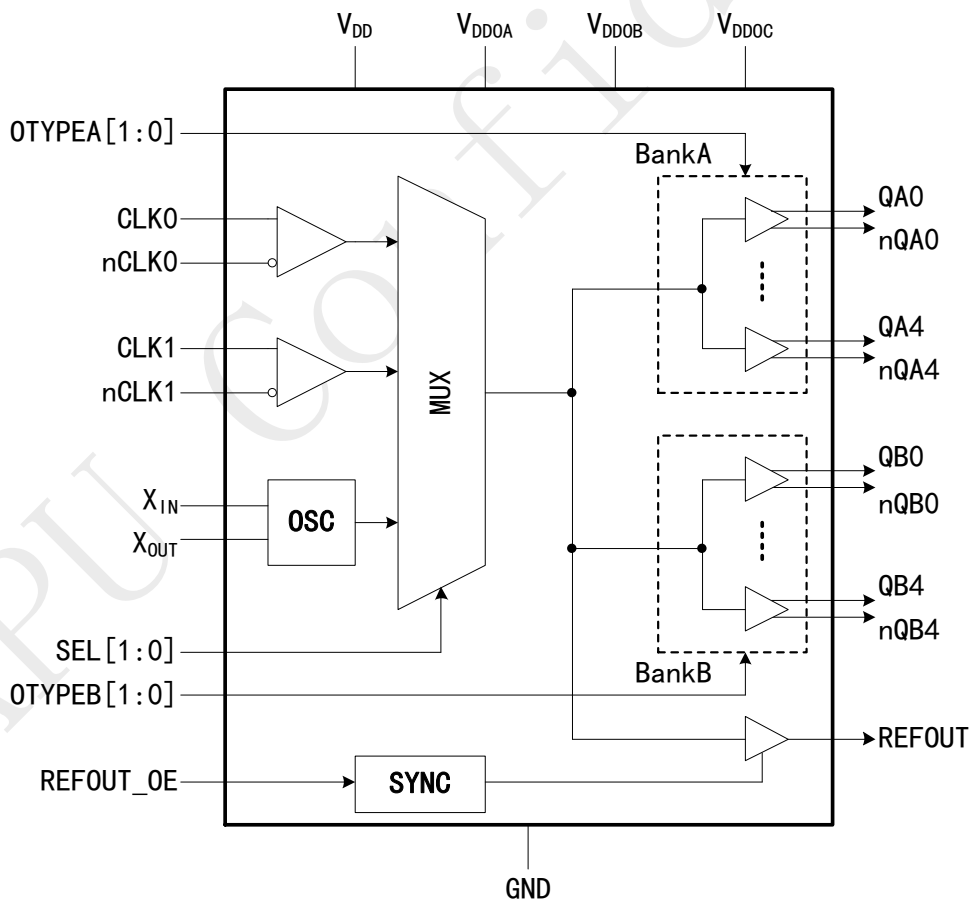 VDD
VDDOA
VDDOB
VDDOC
OTYPEA[1:0]
BankA
CLK0
nCLK0
CLK1
nCLK1
MUX
QA0
nQA0
QA4
nQA4
XIN
XOUT
OSC
QB0
nQB0
QB4
nQB4
SEL[1:0]
OTYPEB[1:0]
BankB
REFOUT
REFOUT_OE
SYNC
GND